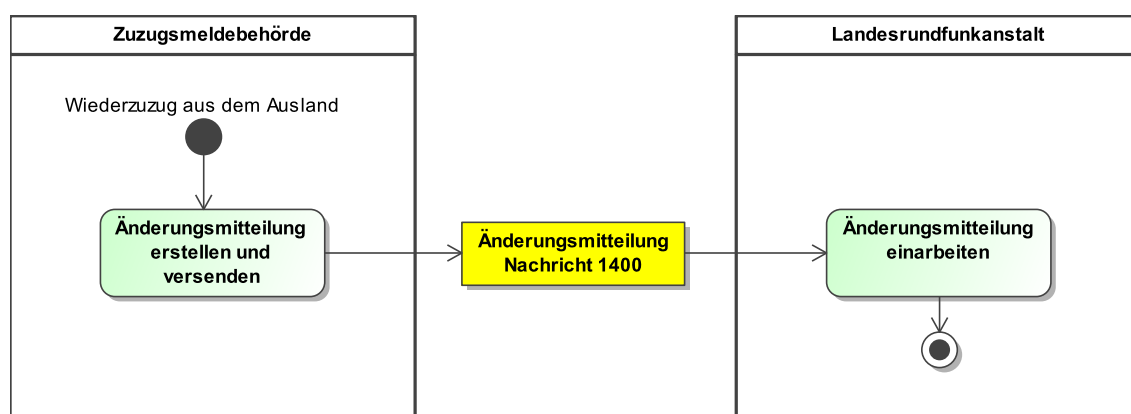 Zuzugsmeldebehörde
Landesrundfunkanstalt
Wiederzuzug aus dem Ausland
Änderungsmitteilung
erstellen und
versenden
Änderungsmitteilung
Nachricht 1400
Änderungsmitteilung
einarbeiten